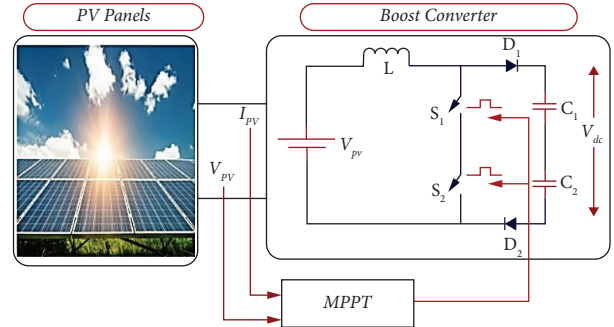 PV Panels
Boost Converter
L
D₁
I_PV
S₁
C₁
V_dc
V_pv
V_PV
S₂
C₂
D₂
MPPT